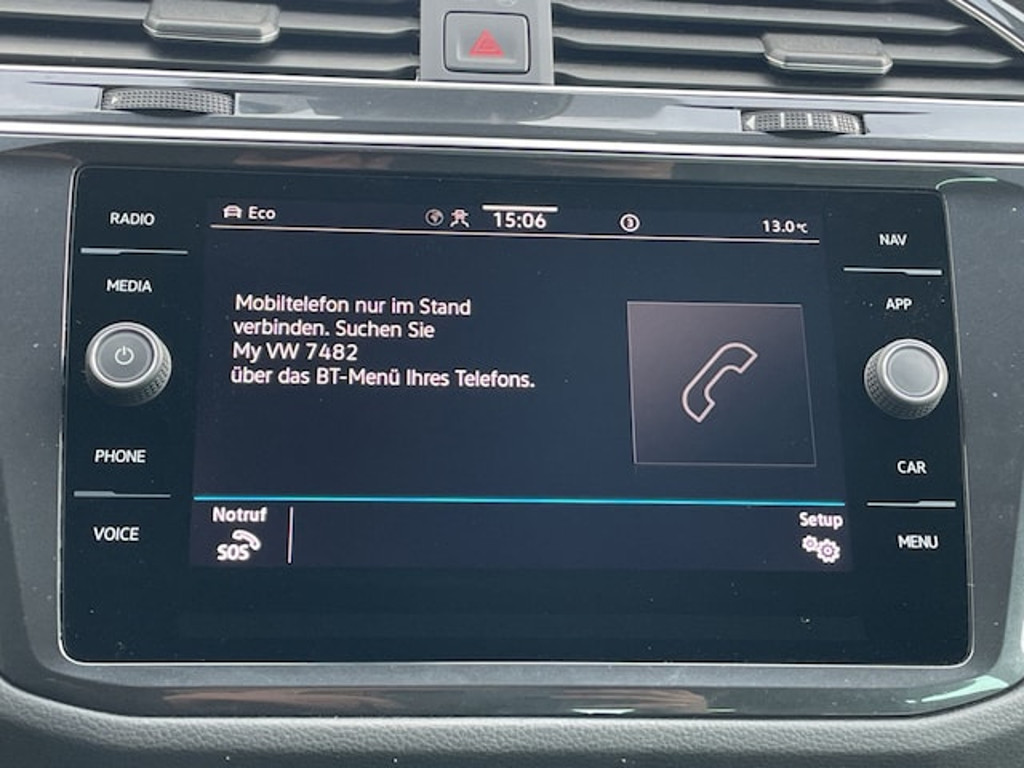 RADIO
MEDIA
PHONE
VOICE
Eco
15:06
3
13.0°C
Mobiltelefon nur im Stand
verbinden. Suchen Sie
My VW 7482
über das BT-Menü Ihres Telefons.
Notruf
SOS
Setup
NAV
APP
CAR
MENU